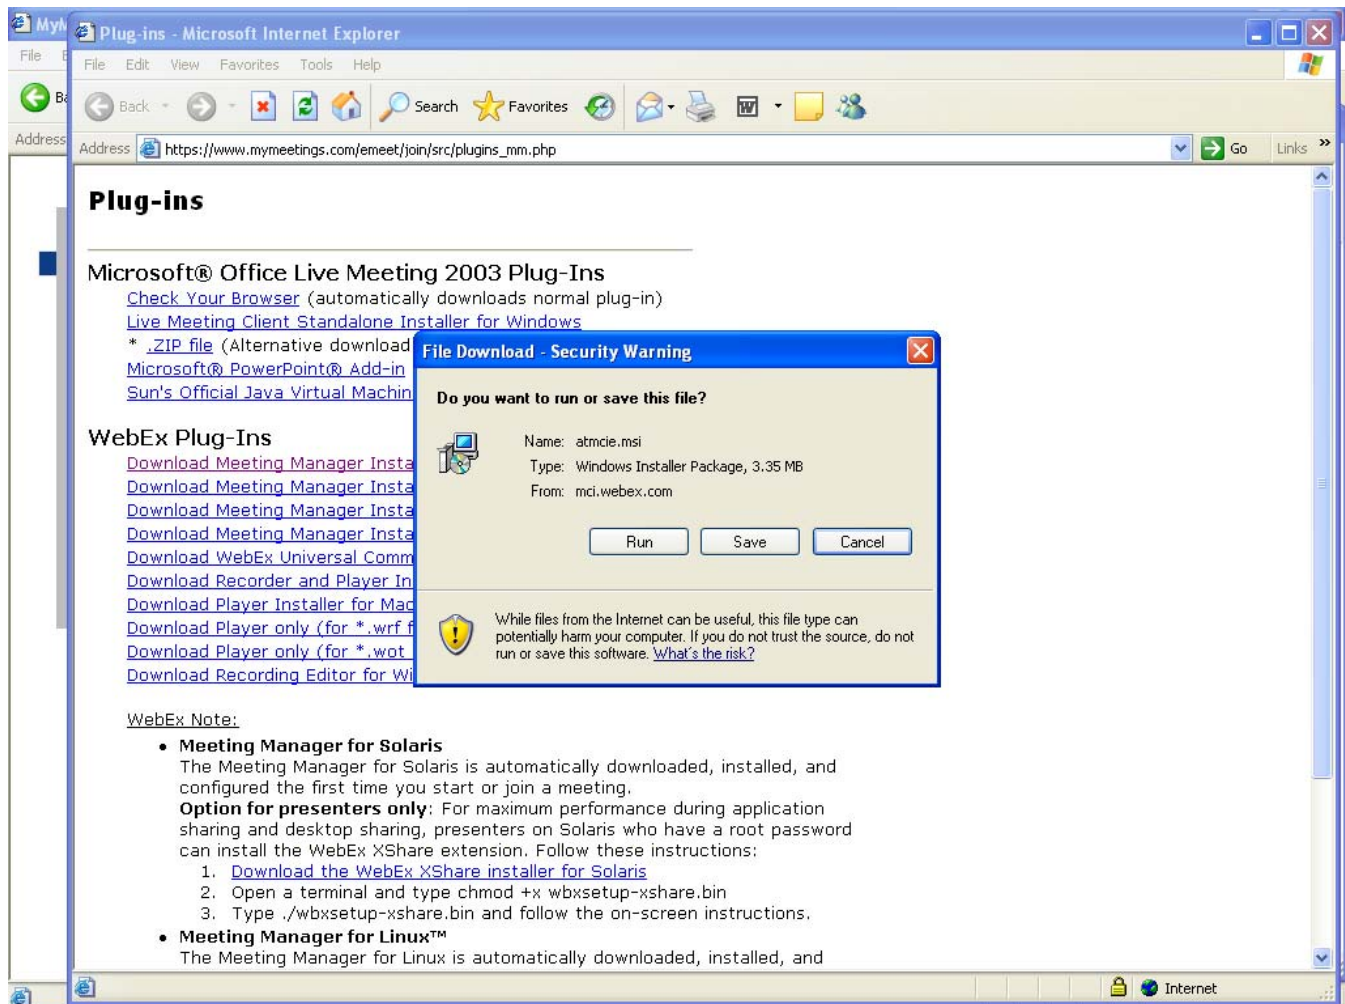 MyM
Plug-ins - Microsoft Internet Explorer
File
File Edit View Favorites Tools Help
Back Search Favorites
Address
Address https://www.mymeetings.com/emeet/join/src/plugins_mm.php Go Links »
Plug-ins
Microsoft® Office Live Meeting 2003 Plug-Ins
Check Your Browser (automatically downloads normal plug-in)
Live Meeting Client Standalone Installer for Windows
* .ZIP file (Alternative download
Microsoft® PowerPoint® Add-in
Sun's Official Java Virtual Machin
WebEx Plug-Ins
Download Meeting Manager Insta
Download Meeting Manager Insta
Download Meeting Manager Insta
Download Meeting Manager Insta
Download WebEx Universal Comm
Download Recorder and Player In
Download Player Installer for Mac
Download Player only (for *.wrf f
Download Player only (for *.wot
Download Recording Editor for Wi
File Download - Security Warning
Do you want to run or save this file?
Name: atmcie.msi
Type: Windows Installer Package, 3.35 MB
From: mci.webex.com
Run Save Cancel
While files from the Internet can be useful, this file type can
potentially harm your computer. If you do not trust the source, do not
run or save this software. What's the risk?
WebEx Note:
• Meeting Manager for Solaris
The Meeting Manager for Solaris is automatically downloaded, installed, and
configured the first time you start or join a meeting.
Option for presenters only: For maximum performance during application
sharing and desktop sharing, presenters on Solaris who have a root password
can install the WebEx XShare extension. Follow these instructions:
1. Download the WebEx XShare installer for Solaris
2. Open a terminal and type chmod +x wbxsetup-xshare.bin
3. Type ./wbxsetup-xshare.bin and follow the on-screen instructions.
• Meeting Manager for Linux™
The Meeting Manager for Linux is automatically downloaded, installed, and
Internet